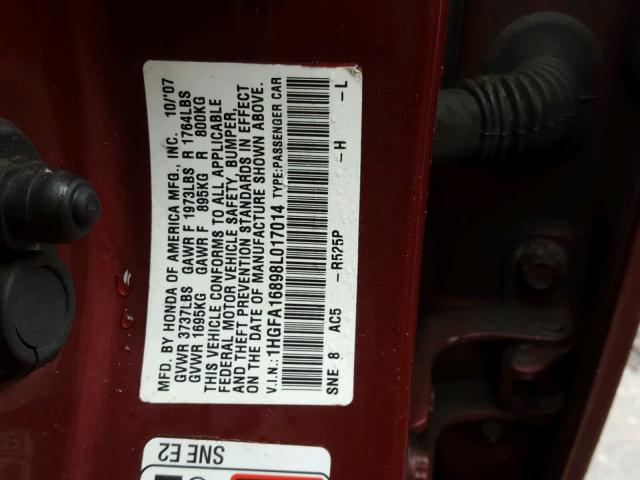 MFD. BY HONDA OF AMERICA MFG., INC. 10/'07
GVWR 3737LBS GAWR F 1973LBS R 1764LBS
GVWR 1695KG GAWR F 895KG R 800KG
THIS VEHICLE CONFORMS TO ALL APPLICABLE
FEDERAL MOTOR VEHICLE SAFETY, BUMPER,
AND THEFT PREVENTION STANDARDS IN EFFECT
ON THE DATE OF MANUFACTURE SHOWN ABOVE.
V.I.N.: 1HGFA16898L017014 TYPE:PASSENGER CAR
SNE 8 AC5 - R525P - H - L
SNE E2